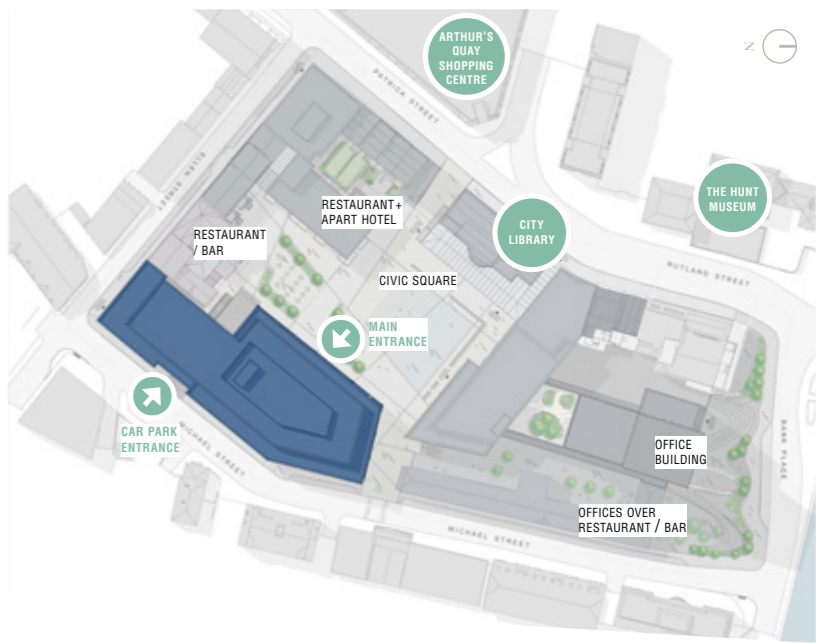 ARTHUR'S
QUAY
SHOPPING
CENTRE
N
PATRICK STREET
ELLEN STREET
THE HUNT
MUSEUM
RESTAURANT+
APART HOTEL
CITY
LIBRARY
RESTAURANT
/ BAR
RUTLAND STREET
CIVIC SQUARE
MAIN
ENTRANCE
CAR PARK
ENTRANCE
MICHAEL STREET
BANK PLACE
OFFICE
BUILDING
OFFICES OVER
RESTAURANT / BAR
MICHAEL STREET